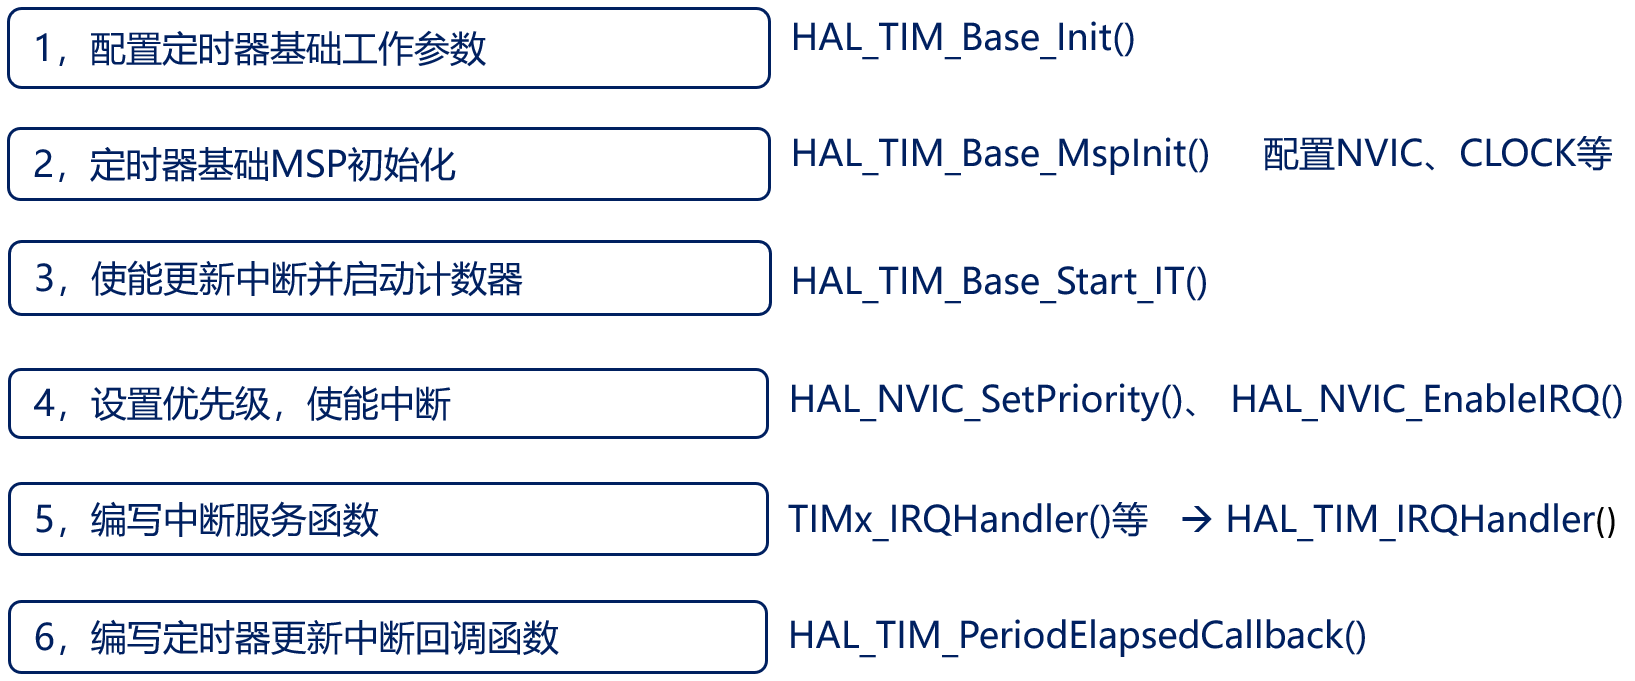 1，配置定时器基础工作参数 HAL_TIM_Base_Init()
2，定时器基础MSP初始化 HAL_TIM_Base_MspInit() 配置NVIC、CLOCK等
3，使能更新中断并启动计数器 HAL_TIM_Base_Start_IT()
4，设置优先级，使能中断 HAL_NVIC_SetPriority()、 HAL_NVIC_EnableIRQ()
5，编写中断服务函数 TIMx_IRQHandler()等 → HAL_TIM_IRQHandler()
6，编写定时器更新中断回调函数 HAL_TIM_PeriodElapsedCallback()